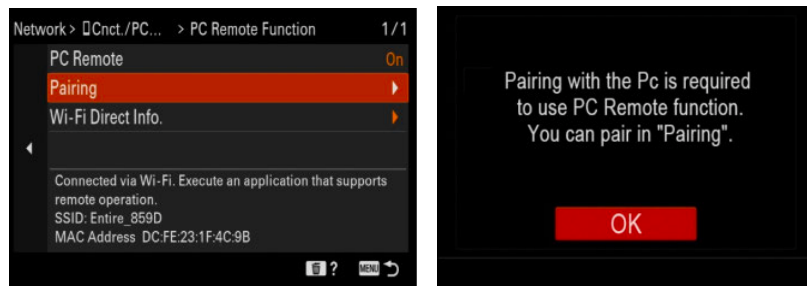 Network > Cnct./PC... > PC Remote Function 1/1
PC Remote On
Pairing
Wi-Fi Direct Info.
Connected via Wi-Fi. Execute an application that supports
remote operation.
SSID: Entire_859D
MAC Address DC:FE:23:1F:4C:9B
? MENU
Pairing with the Pc is required
to use PC Remote function.
You can pair in "Pairing".
OK